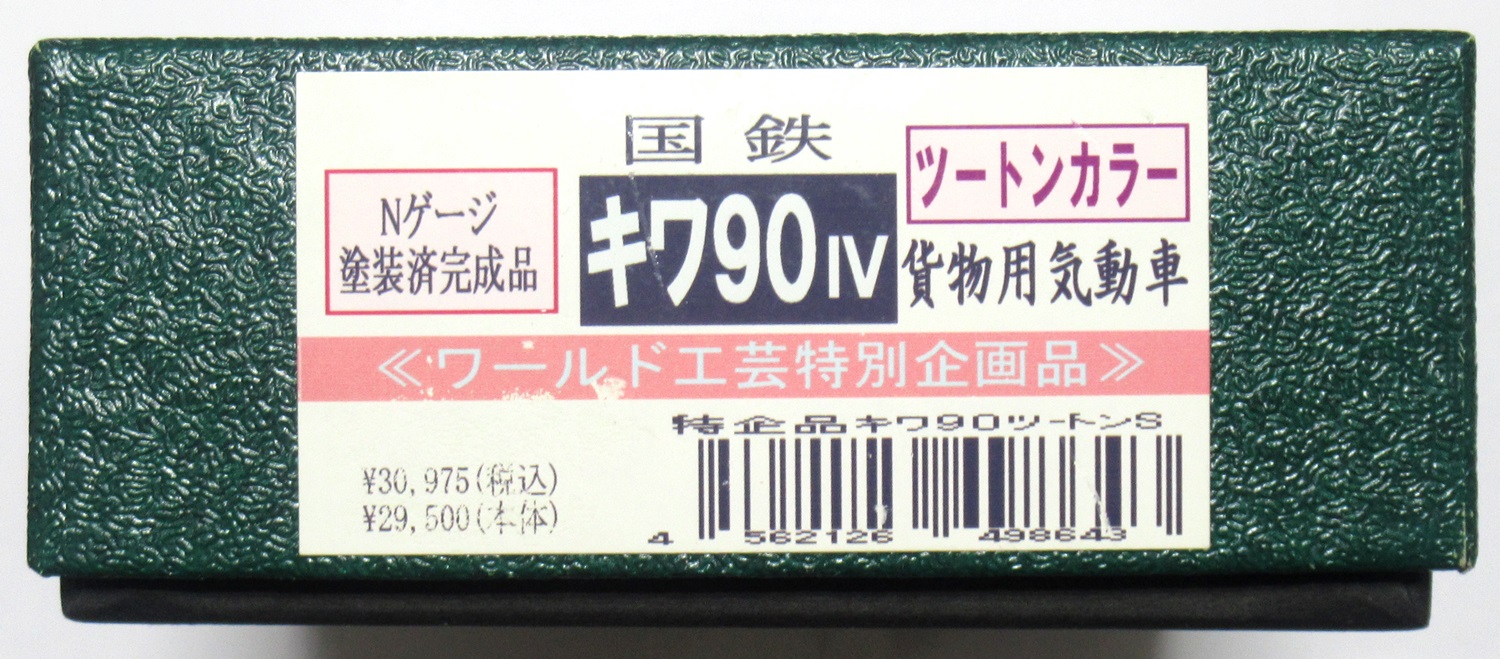 国鉄
Nゲージ
塗装済完成品
キワ90 IV
ツートンカラー
貨物用気動車
≪ワールド工芸特別企画品≫
特企品キワ90ツートンS
¥30,975(税込)
¥29,500(本体)
4 562126 498643